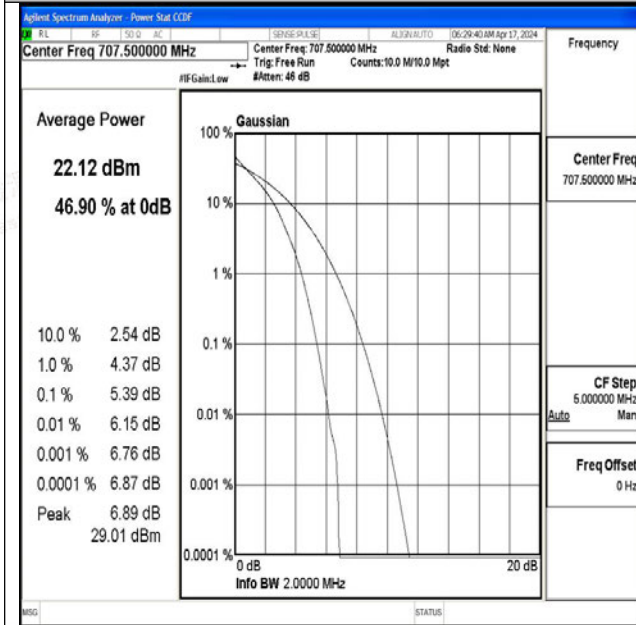 Agilent Spectrum Analyzer - Power Stat CCDF
RL RF 50 Ω AC SENSE:PULSE ALIGN AUTO 06:29:40 AM Apr 17, 2024
Center Freq 707.500000 MHz
Center Freq: 707.500000 MHz Radio Std: None
Trig: Free Run Counts:10.0 M/10.0 Mpt
#IFGain:Low #Atten: 46 dB
Frequency
Average Power
22.12 dBm
46.90 % at 0dB
10.0 % 2.54 dB
1.0 % 4.37 dB
0.1 % 5.39 dB
0.01 % 6.15 dB
0.001 % 6.76 dB
0.0001 % 6.87 dB
Peak 6.89 dB
29.01 dBm
Gaussian
100 %
10 %
1 %
0.1 %
0.01 %
0.001 %
0.0001 %
0 dB 20 dB
Info BW 2.0000 MHz
Center Freq
707.500000 MHz
CF Step
5.000000 MHz
Auto Man
Freq Offset
0 Hz
MSG STATUS